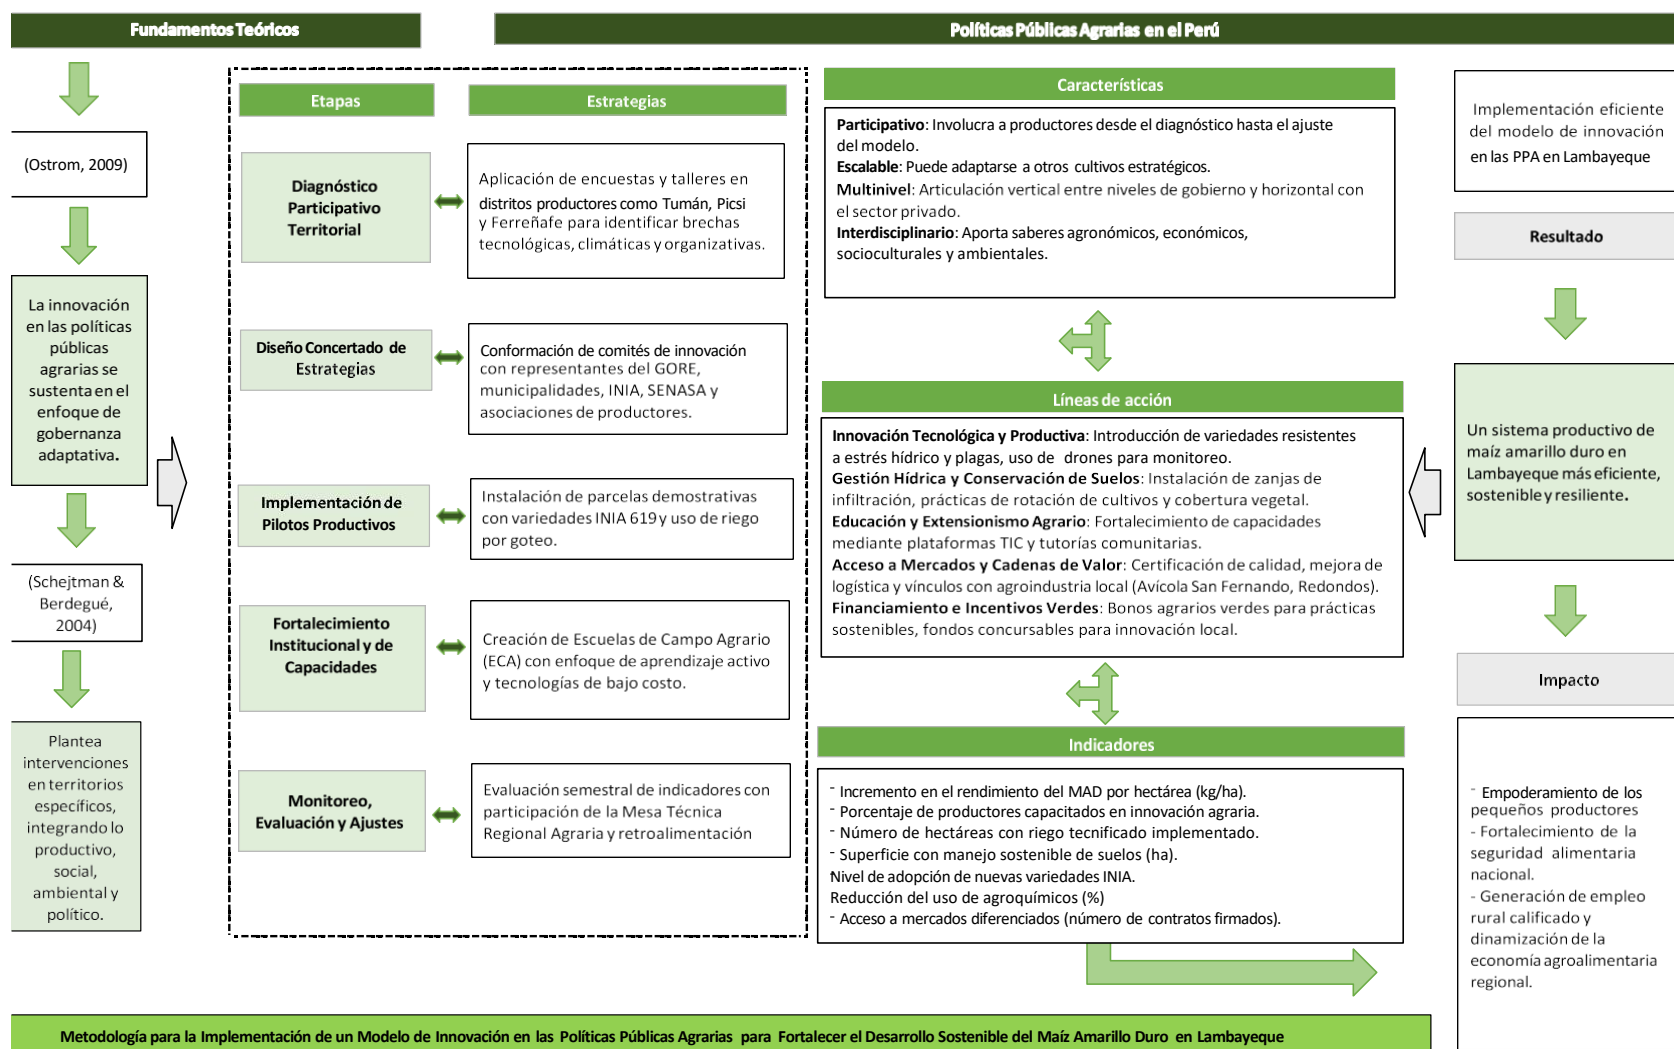 Fundamentos Teóricos
Políticas Públicas Agrarias en el Perú
(Ostrom, 2009)
La innovación
en las políticas
públicas
agrarias se
sustenta en el
enfoque de
gobernanza
adaptativa.
(Schejtman &
Berdegué,
2004)
Plantea
intervenciones
en territorios
específicos,
integrando lo
productivo,
social,
ambiental y
político.
Etapas
Estrategias
Diagnóstico
Participativo
Territorial
Aplicación de encuestas y talleres en
distritos productores como Tumán, Picsi
y Ferreñafe para identificar brechas
tecnológicas, climáticas y organizativas.
Diseño Concertado de
Estrategias
Conformación de comités de innovación
con representantes del GORE,
municipalidades, INIA, SENASA y
asociaciones de productores.
Implementación de
Pilotos Productivos
Instalación de parcelas demostrativas
con variedades INIA 619 y uso de riego
por goteo.
Fortalecimiento
Institucional y de
Capacidades
Creación de Escuelas de Campo Agrario
(ECA) con enfoque de aprendizaje activo
y tecnologías de bajo costo.
Monitoreo,
Evaluación y Ajustes
Evaluación semestral de indicadores con
participación de la Mesa Técnica
Regional Agraria y retroalimentación
Características
Participativo: Involucra a productores desde el diagnóstico hasta el ajuste
del modelo.
Escalable: Puede adaptarse a otros cultivos estratégicos.
Multinivel: Articulación vertical entre niveles de gobierno y horizontal con
el sector privado.
Interdisciplinario: Aporta saberes agronómicos, económicos,
socioculturales y ambientales.
Líneas de acción
Innovación Tecnológica y Productiva: Introducción de variedades resistentes
a estrés hídrico y plagas, uso de drones para monitoreo.
Gestión Hídrica y Conservación de Suelos: Instalación de zanjas de
infiltración, prácticas de rotación de cultivos y cobertura vegetal.
Educación y Extensionismo Agrario: Fortalecimiento de capacidades
mediante plataformas TIC y tutorías comunitarias.
Acceso a Mercados y Cadenas de Valor: Certificación de calidad, mejora de
logística y vínculos con agroindustria local (Avícola San Fernando, Redondos).
Financiamiento e Incentivos Verdes: Bonos agrarios verdes para prácticas
sostenibles, fondos concursables para innovación local.
Indicadores
- Incremento en el rendimiento del MAD por hectárea (kg/ha).
- Porcentaje de productores capacitados en innovación agraria.
- Número de hectáreas con riego tecnificado implementado.
- Superficie con manejo sostenible de suelos (ha).
Nivel de adopción de nuevas variedades INIA.
Reducción del uso de agroquímicos (%)
- Acceso a mercados diferenciados (número de contratos firmados).
Implementación eficiente
del modelo de innovación
en las PPA en Lambayeque
Resultado
Un sistema productivo de
maíz amarillo duro en
Lambayeque más eficiente,
sostenible y resiliente.
Impacto
- Empoderamiento de los
pequeños productores
- Fortalecimiento de la
seguridad alimentaria
nacional.
- Generación de empleo
rural calificado y
dinamización de la
economía agroalimentaria
regional.
Metodología para la Implementación de un Modelo de Innovación en las Políticas Públicas Agrarias para Fortalecer el Desarrollo Sostenible del Maíz Amarillo Duro en Lambayeque